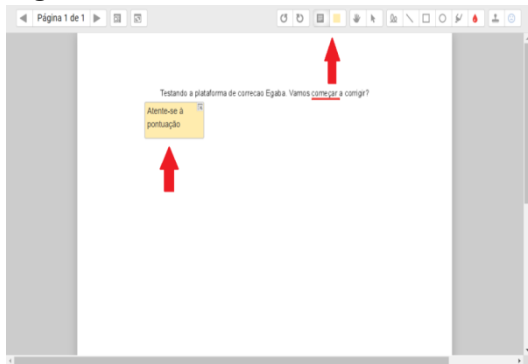 Página 1 de 1
Testando a plataforma de correcao Egaba. Vamos começar a corrigir?
Atente-se à
pontuação